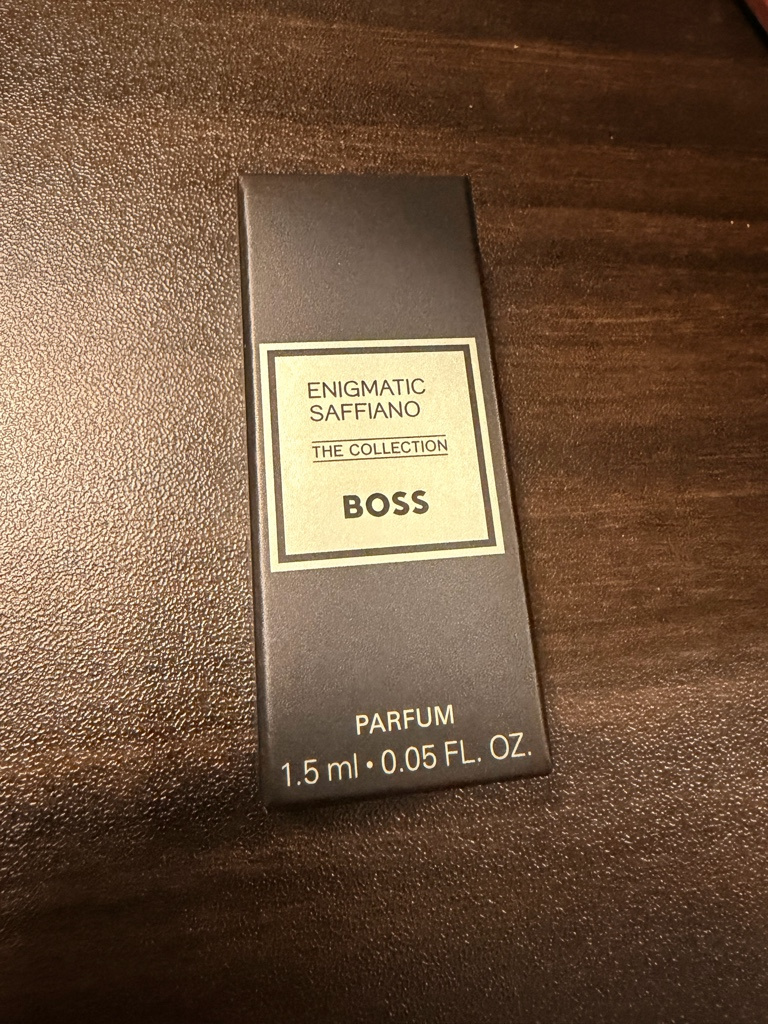 ENIGMATIC
SAFFIANO
THE COLLECTION
BOSS
PARFUM
1.5 ml • 0.05 FL. OZ.